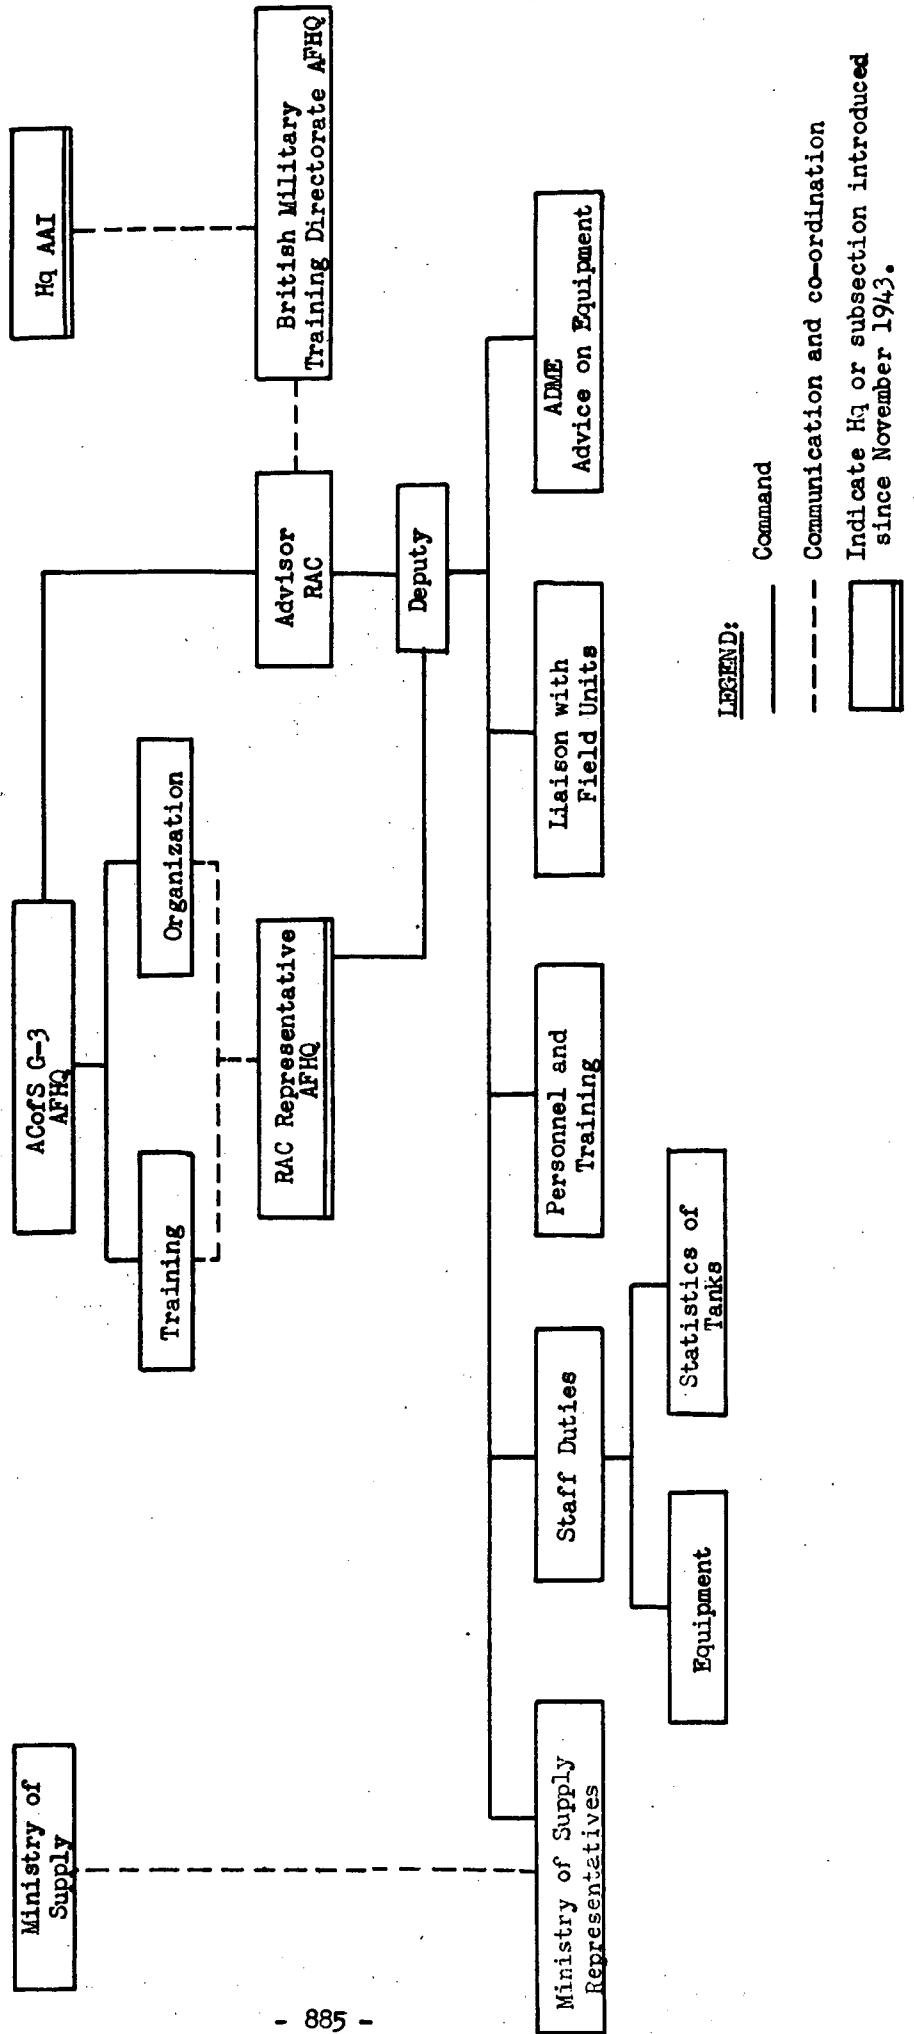 Ministry of
Supply
ACofS G-3
AFHQ
Hq AAI
Training
Organization
RAC Representative
AFHQ
Advisor
RAC
British Military
Training Directorate AFHQ
Deputy
Ministry of Supply
Representatives
Staff Duties
Personnel and
Training
Liaison with
Field Units
ADME
Advice on Equipment
Equipment
Statistics of
Tanks
LEGEND:
Command
Communication and co-ordination
Indicate Hq or subsection introduced
since November 1943.
- 885 -